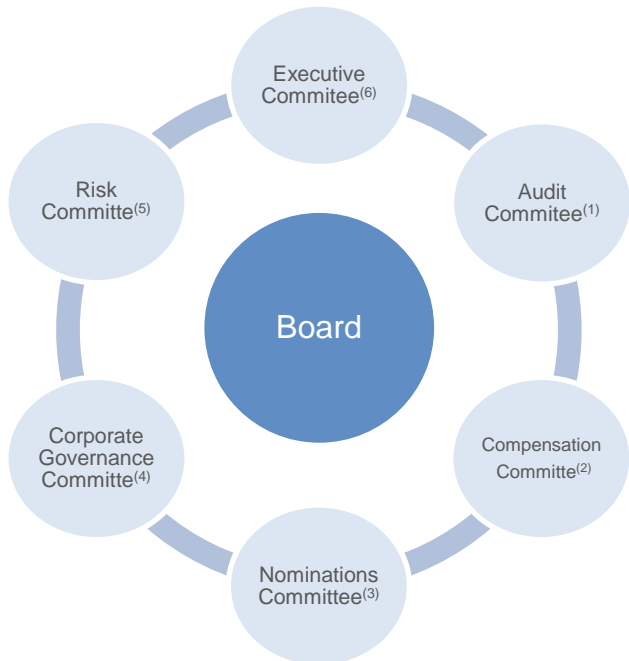 Executive
Commitee(6)
Audit
Commitee(1)
Compensation
Committe(2)
Nominations
Committee(3)
Corporate
Governance
Committe(4)
Risk
Committe(5)
Board